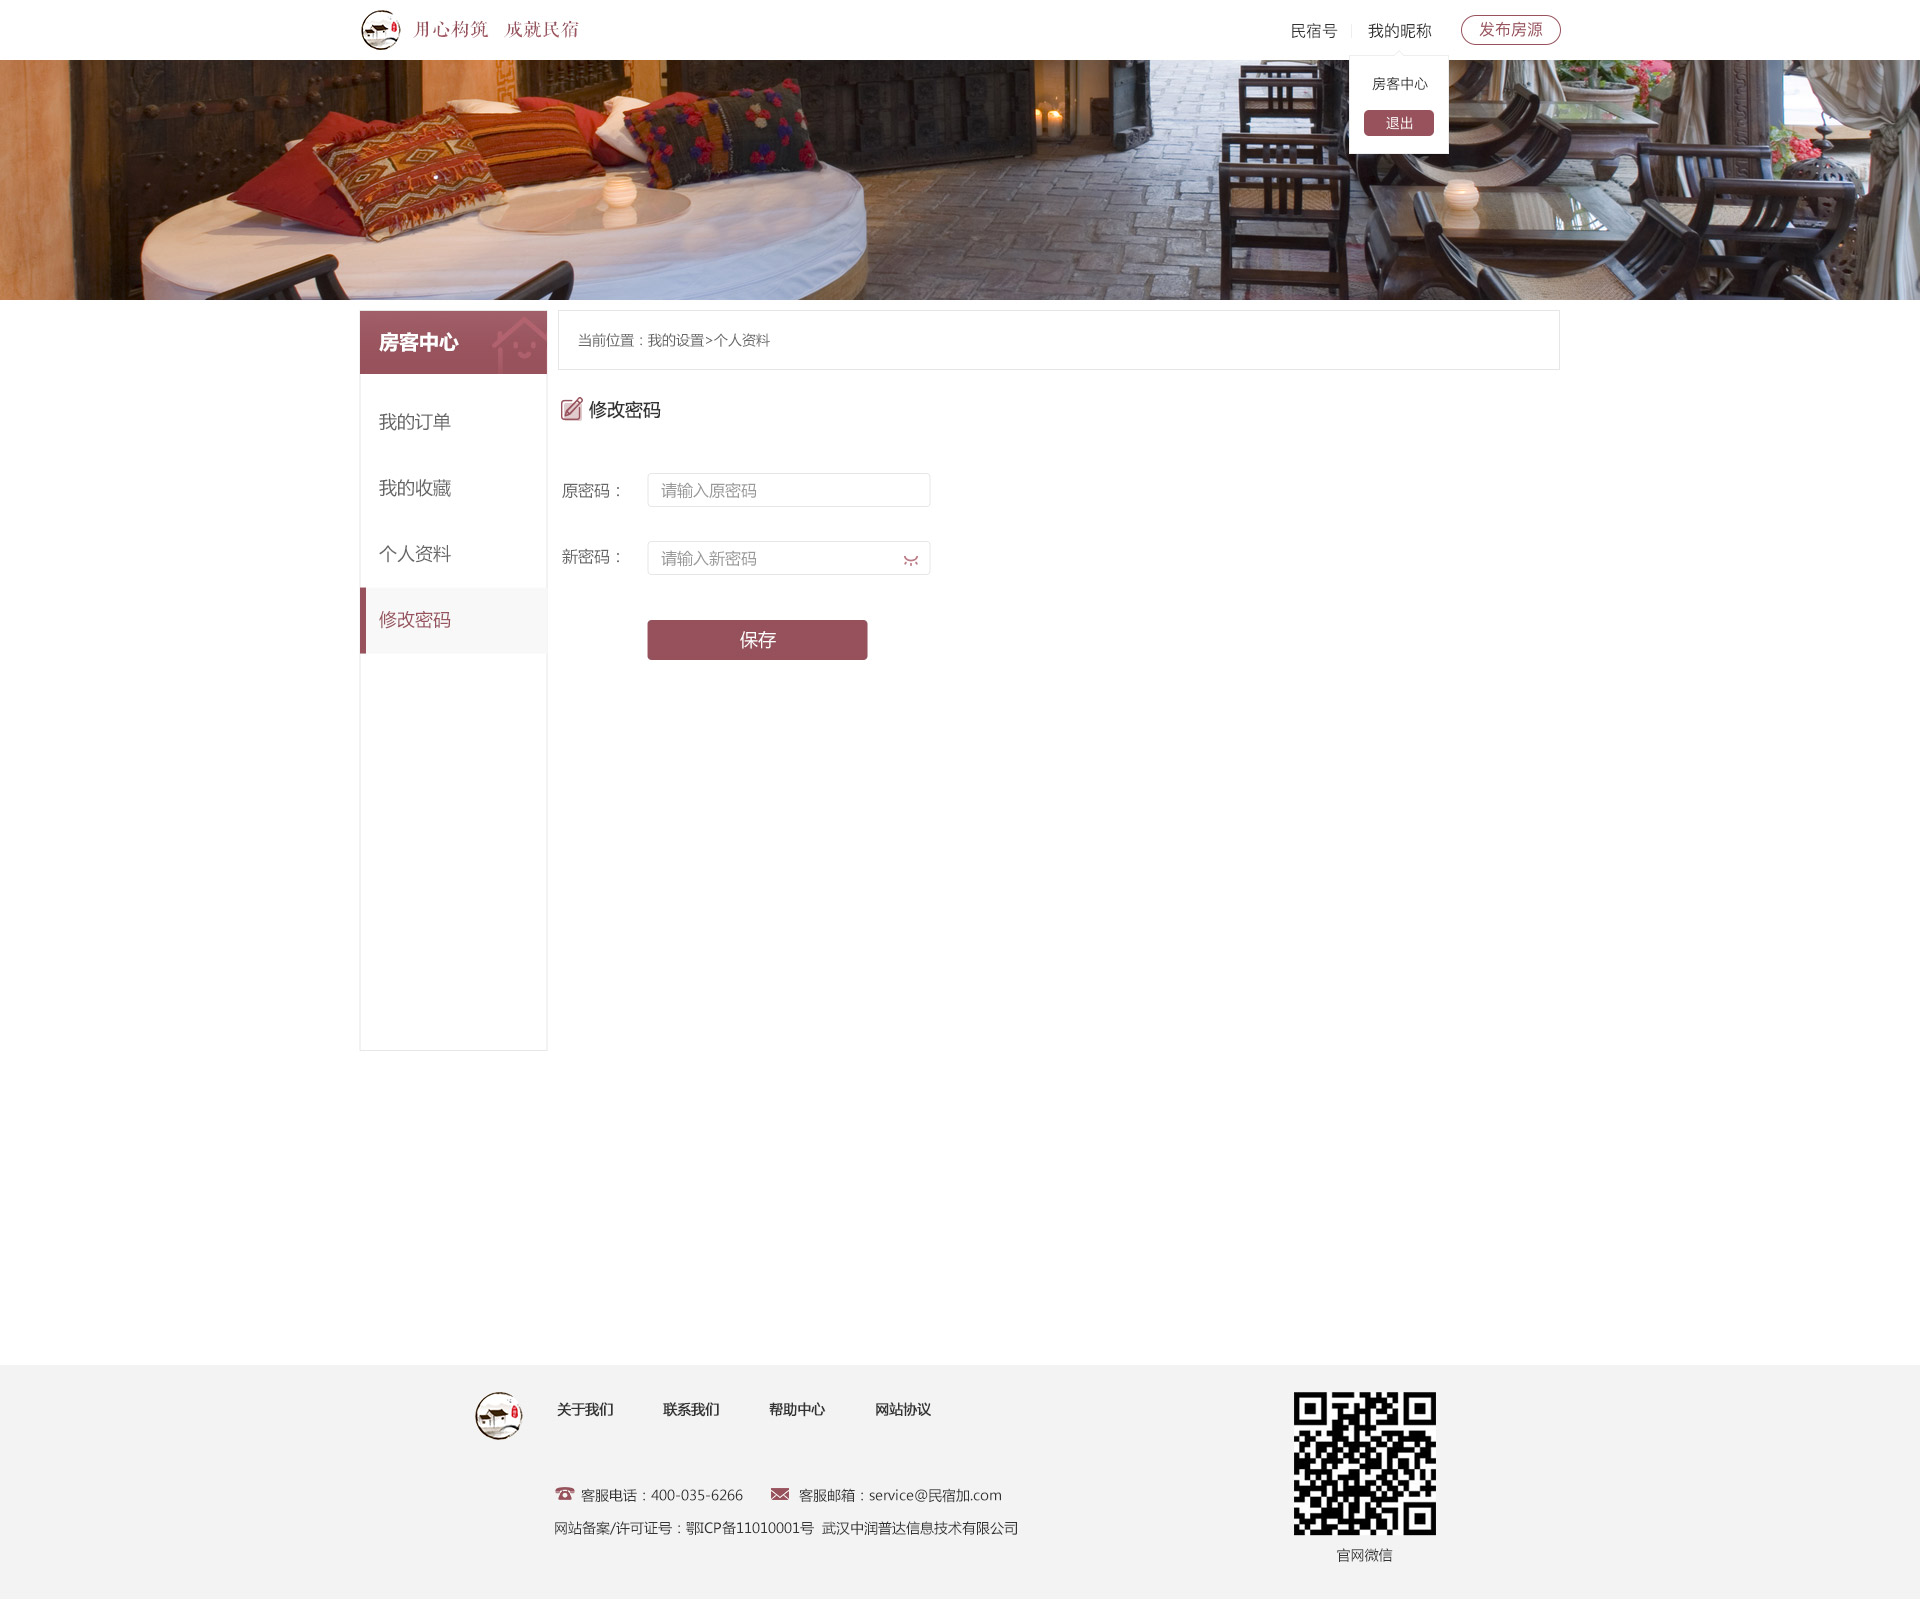 用心构筑 成就民宿
民宿号 我的昵称 发布房源
房客中心
退出
房客中心
当前位置：我的设置>个人资料
我的订单
我的收藏
个人资料
修改密码
修改密码
原密码： 请输入原密码
新密码： 请输入新密码
保存
关于我们 联系我们 帮助中心 网站协议
客服电话：400-035-6266 客服邮箱：service@民宿加.com
网站备案/许可证号：鄂ICP备11010001号 武汉中润普达信息技术有限公司
官网微信